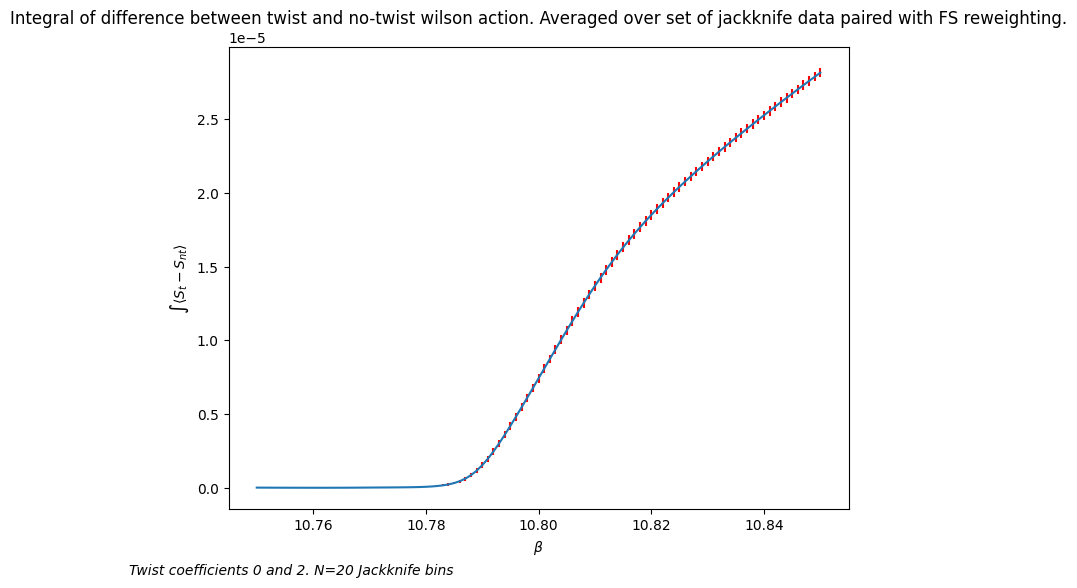 Integral of difference between twist and no-twist wilson action. Averaged over set of jackknife data paired with FS reweighting.
1e−5
2.5
2.0
1.5
1.0
0.5
0.0
∫⟨S_t − S_{nt}⟩
10.76 10.78 10.80 10.82 10.84
β
Twist coefficients 0 and 2. N=20 Jackknife bins